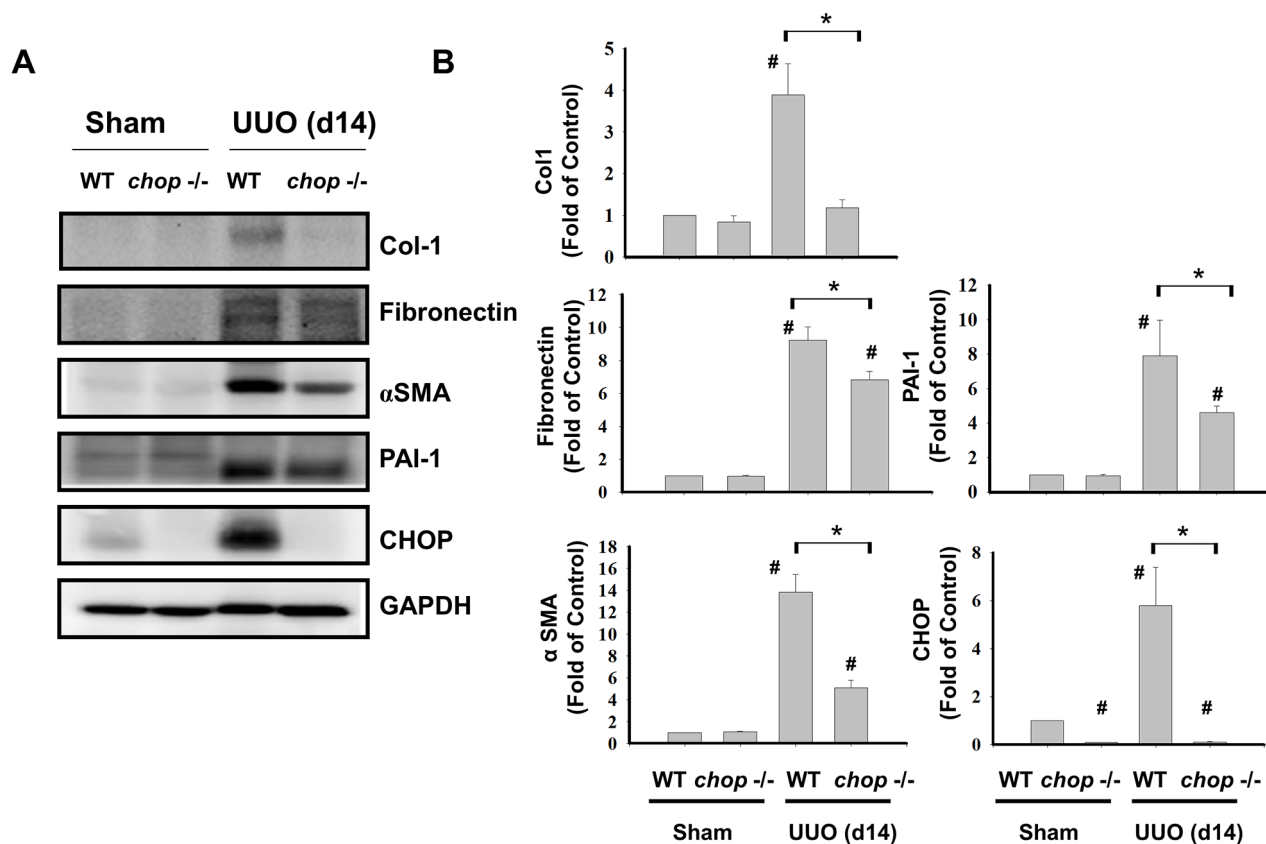 A
Sham UUO (d14)
WT chop -/- WT chop -/-
Col-1
Fibronectin
αSMA
PAI-1
CHOP
GAPDH
B
*
#
5
4
3
2
1
0
Col1
(Fold of Control)
*
#
#
12
10
8
6
4
2
0
Fibronectin
(Fold of Control)
*
#
#
12
10
8
6
4
2
0
PAI-1
(Fold of Control)
*
#
#
18
16
14
12
10
8
6
4
2
0
α SMA
(Fold of Control)
WT chop -/- WT chop -/-
Sham UUO (d14)
*
#
#
#
8
6
4
2
0
CHOP
(Fold of Control)
WT chop -/- WT chop -/-
Sham UUO (d14)